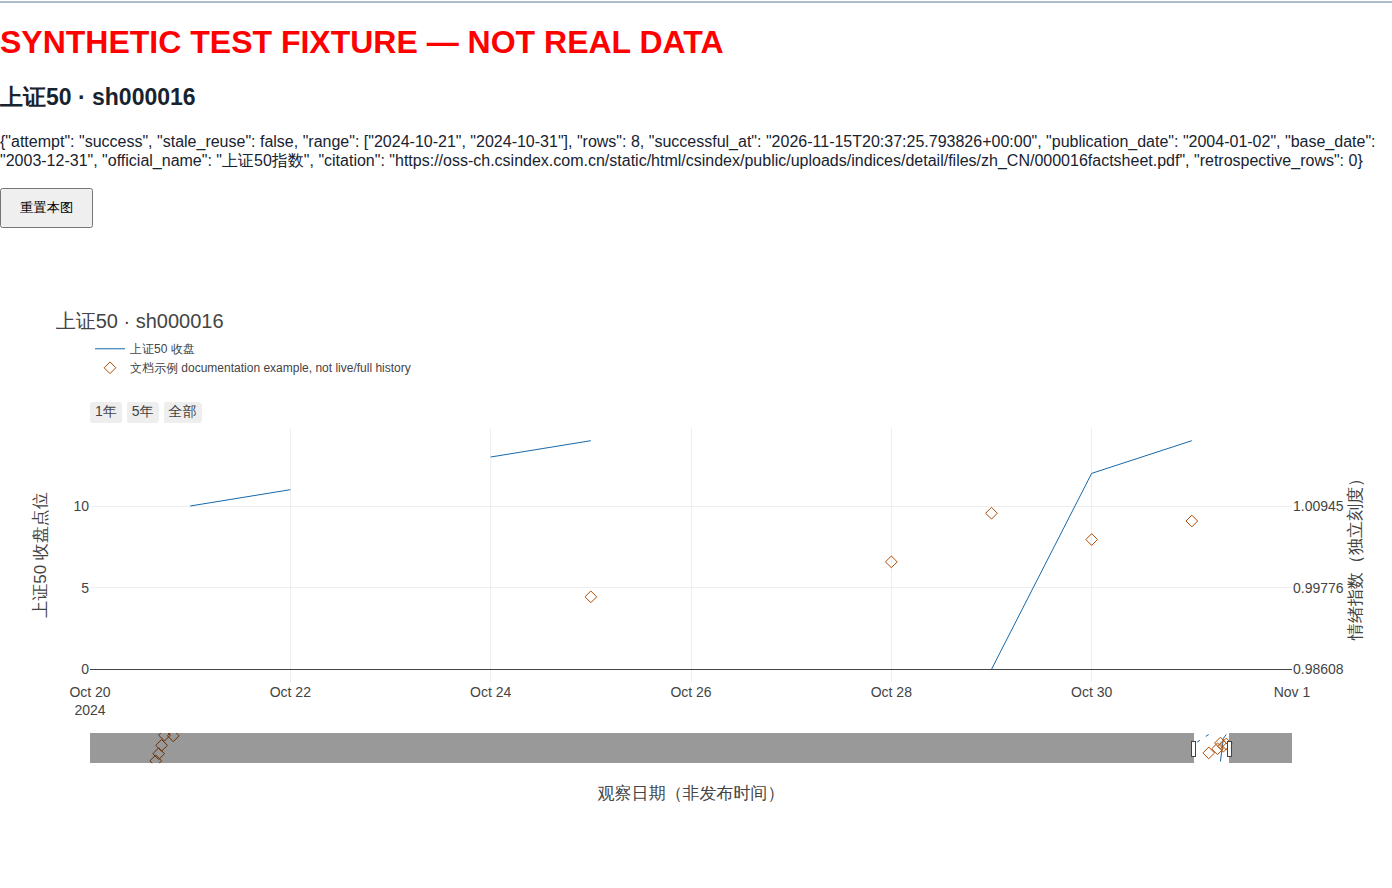 SYNTHETIC TEST FIXTURE — NOT REAL DATA
上证50 · sh000016
{"attempt": "success", "stale_reuse": false, "range": ["2024-10-21", "2024-10-31"], "rows": 8, "successful_at": "2026-11-15T20:37:25.793826+00:00", "publication_date": "2004-01-02", "base_date":
"2003-12-31", "official_name": "上证50指数", "citation": "https://oss-ch.csindex.com.cn/static/html/csindex/public/uploads/indices/detail/files/zh_CN/000016factsheet.pdf", "retrospective_rows": 0}
重置本图
上证50 · sh000016
上证50 收盘
文档示例 documentation example, not live/full history
1年 5年 全部
上证50 收盘点位
10
5
0
1.00945
0.99776
0.98608
情绪指数（独立刻度）
Oct 20
2024
Oct 22
Oct 24
Oct 26
Oct 28
Oct 30
Nov 1
观察日期（非发布时间）